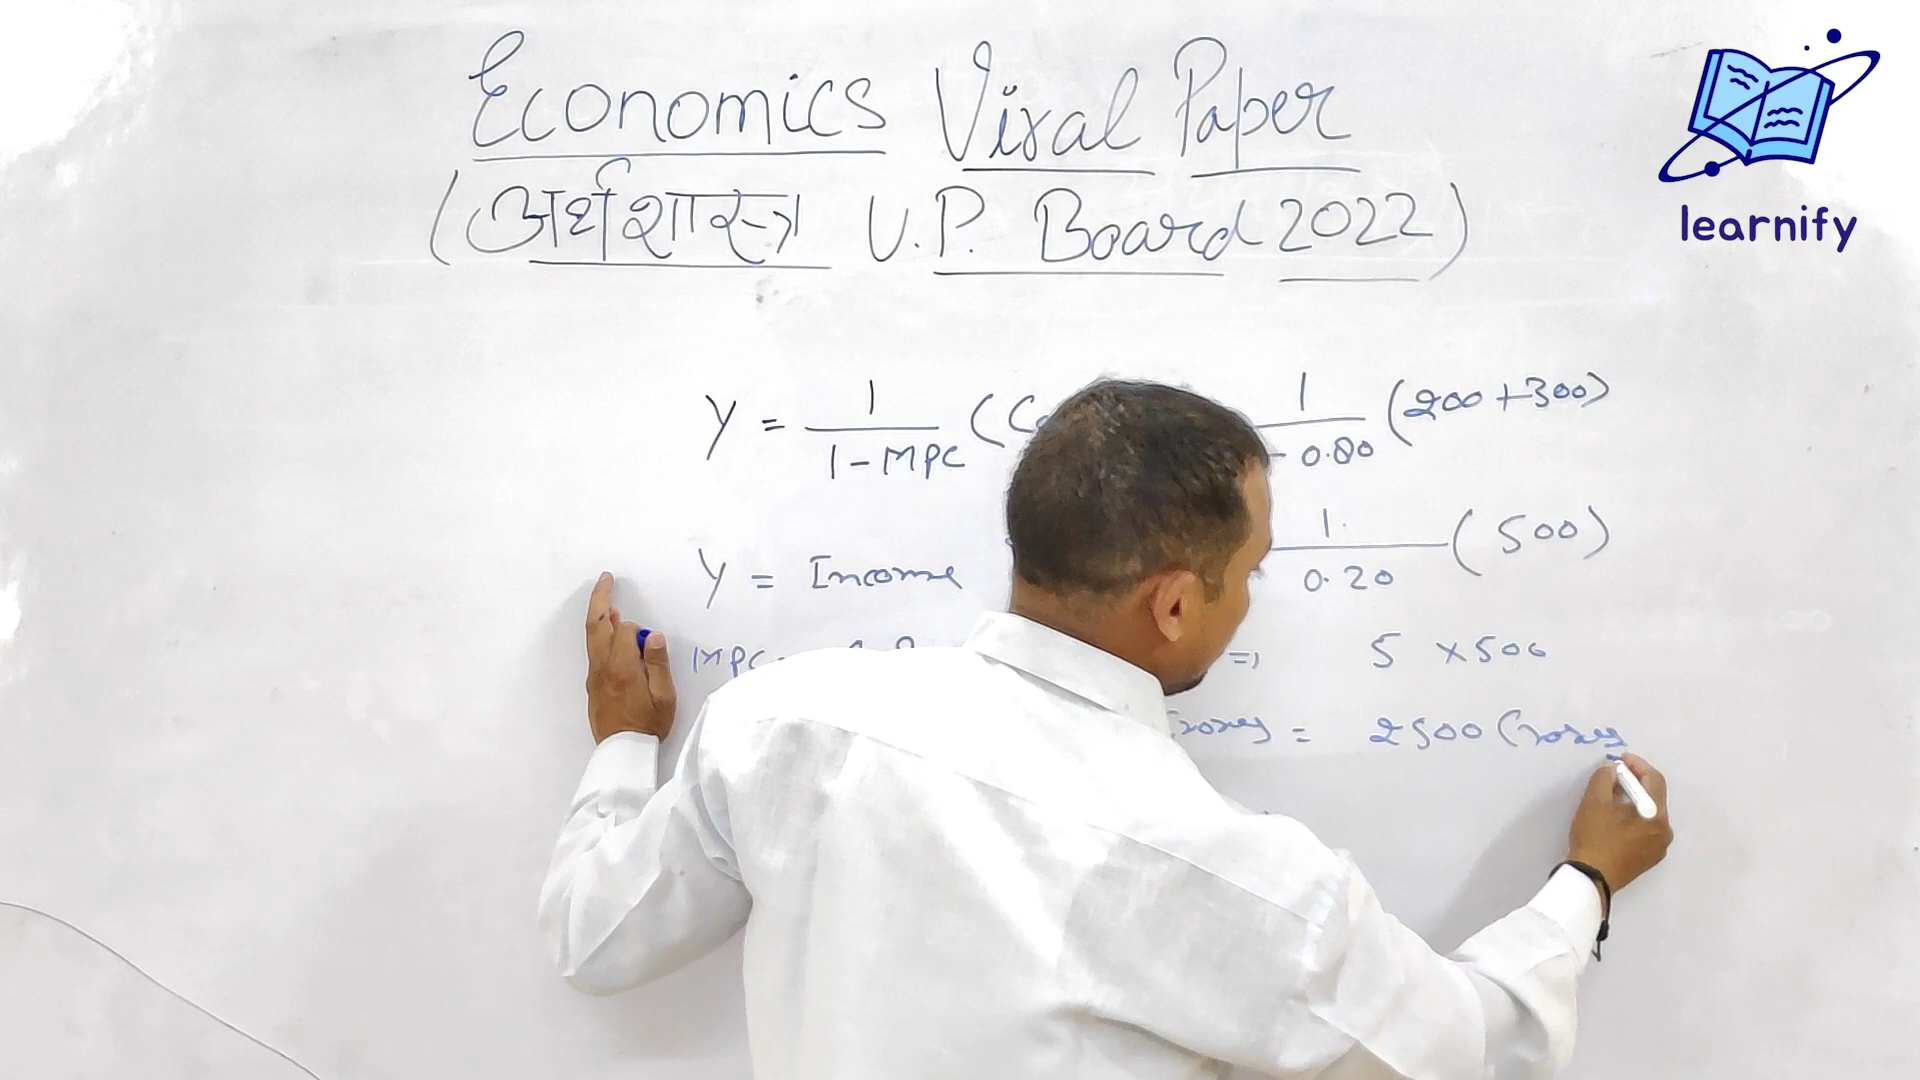 Economics Viral Paper
(अर्थशास्त्र U.P. Board 2022)
learnify
Y = 1 / 1 - MPC (C
1 / - 0.80 (200 + 300)
Y = Income
1 / 0.20 (500)
MPC
5 × 500
= 2500 (